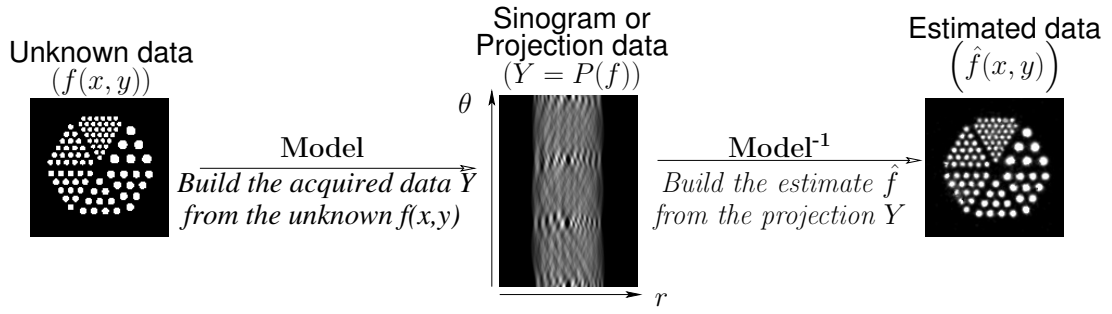 Unknown data
(f(x, y))
Model
Build the acquired data Y
from the unknown f(x,y)
Sinogram or
Projection data
(Y = P(f))
θ
r
Model⁻¹
Build the estimate f̂
from the projection Y
Estimated data
(f̂(x, y))